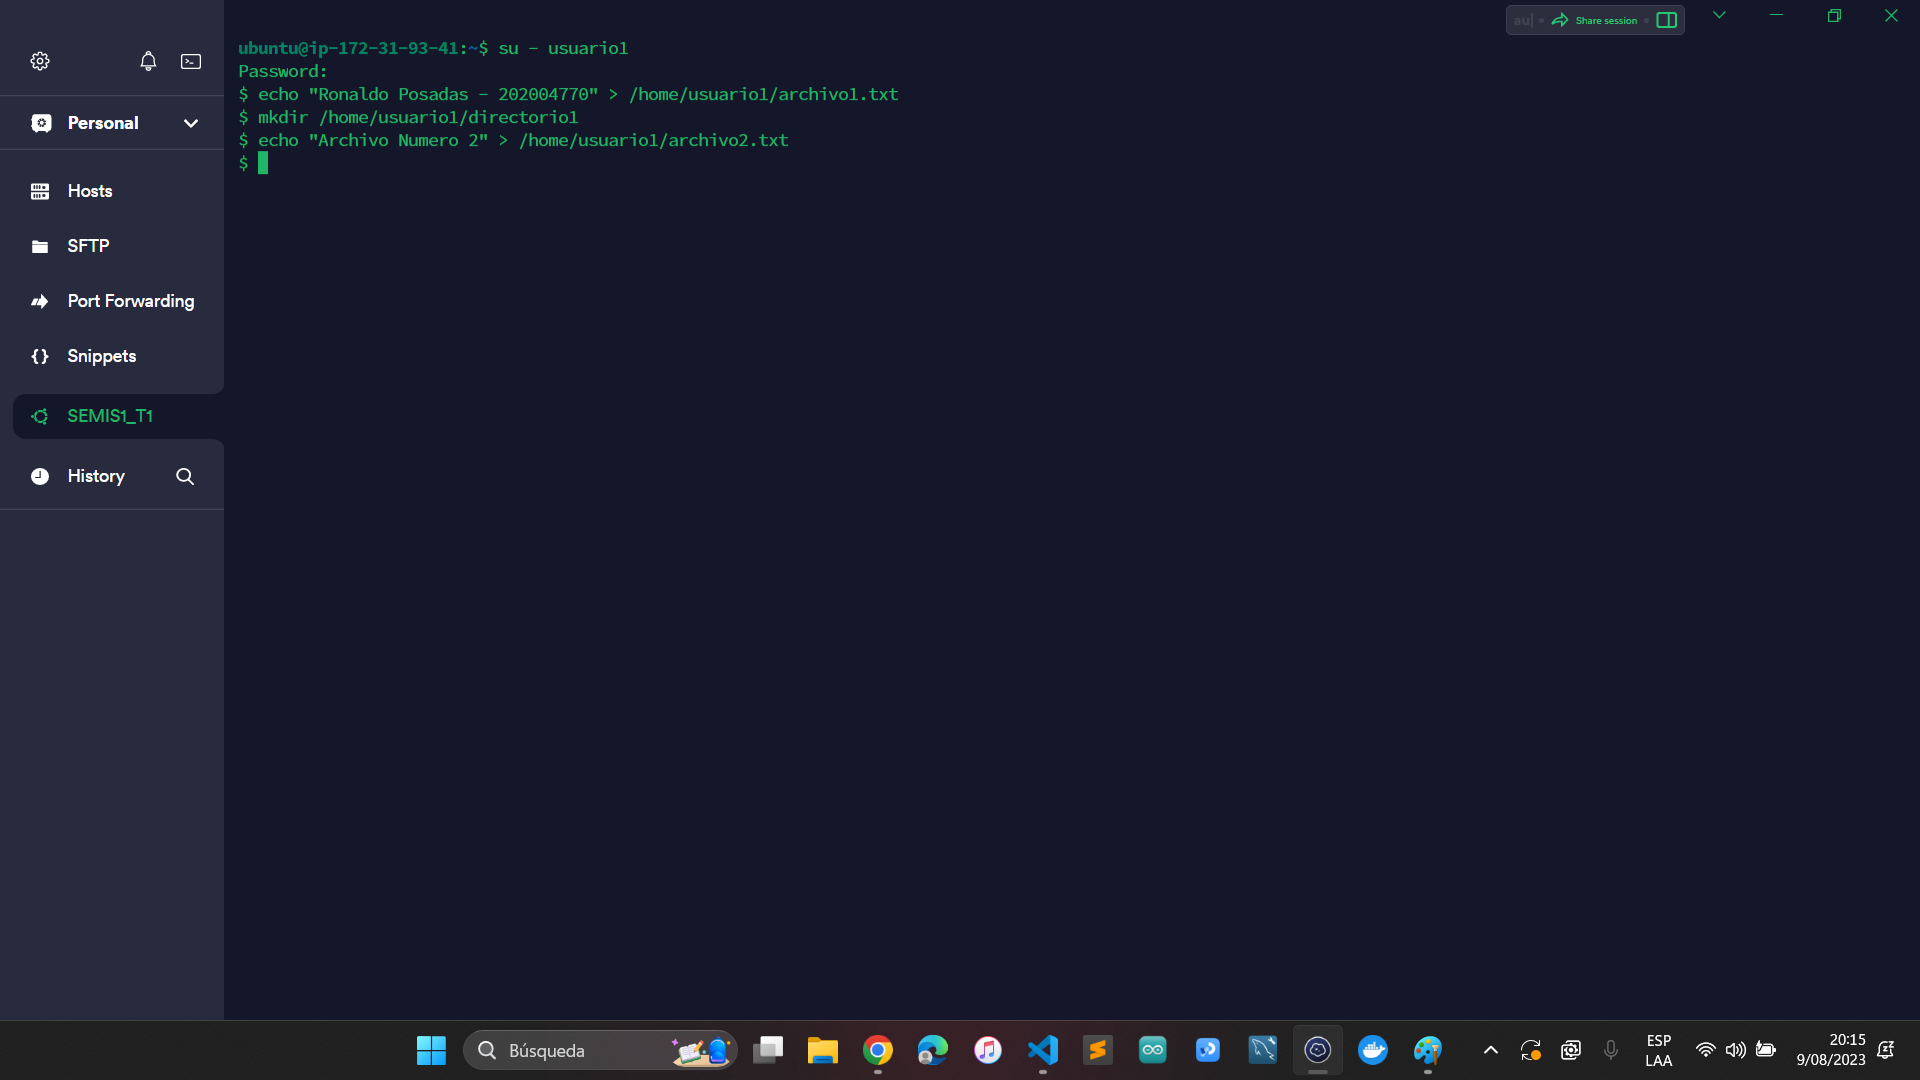 au| Share session
ubuntu@ip-172-31-93-41:~$ su - usuario1
Password:
$ echo "Ronaldo Posadas - 202004770" > /home/usuario1/archivo1.txt
$ mkdir /home/usuario1/directorio1
$ echo "Archivo Numero 2" > /home/usuario1/archivo2.txt
$
Personal
Hosts
SFTP
Port Forwarding
{} Snippets
SEMIS1_T1
History
Búsqueda
ESP
LAA
20:15
9/08/2023